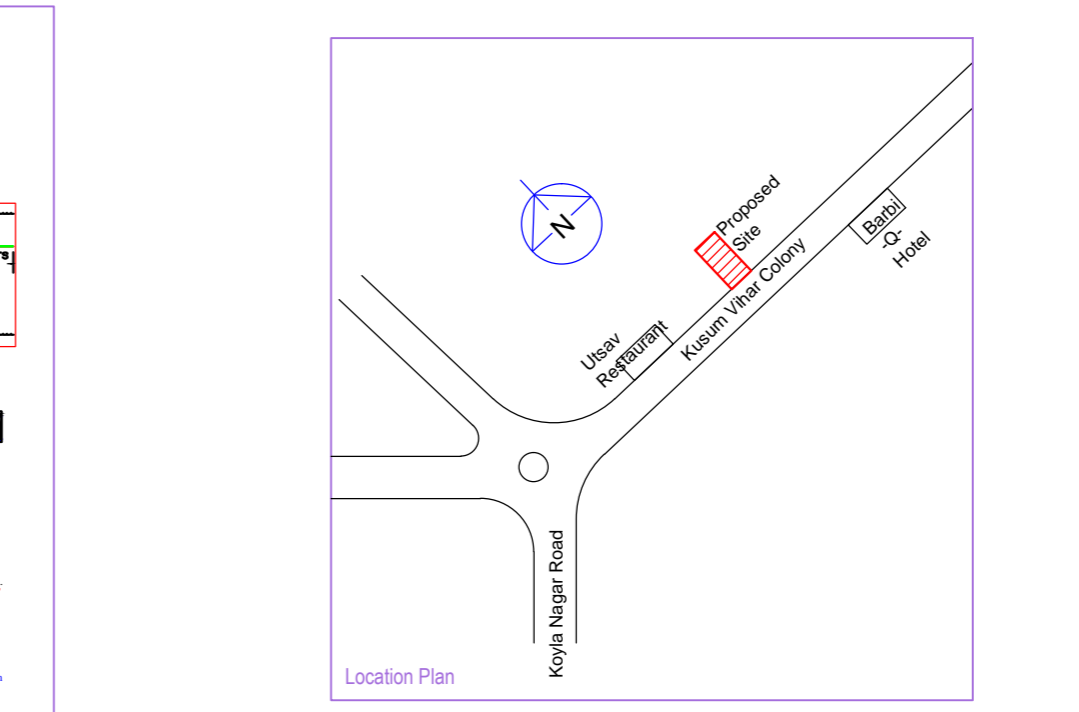 Proposed
Site
Barbi
-Q-
Hotel
N
Kusum Vihar Colony
Utsav
Restaurant
Koyla Nagar Road
Location Plan